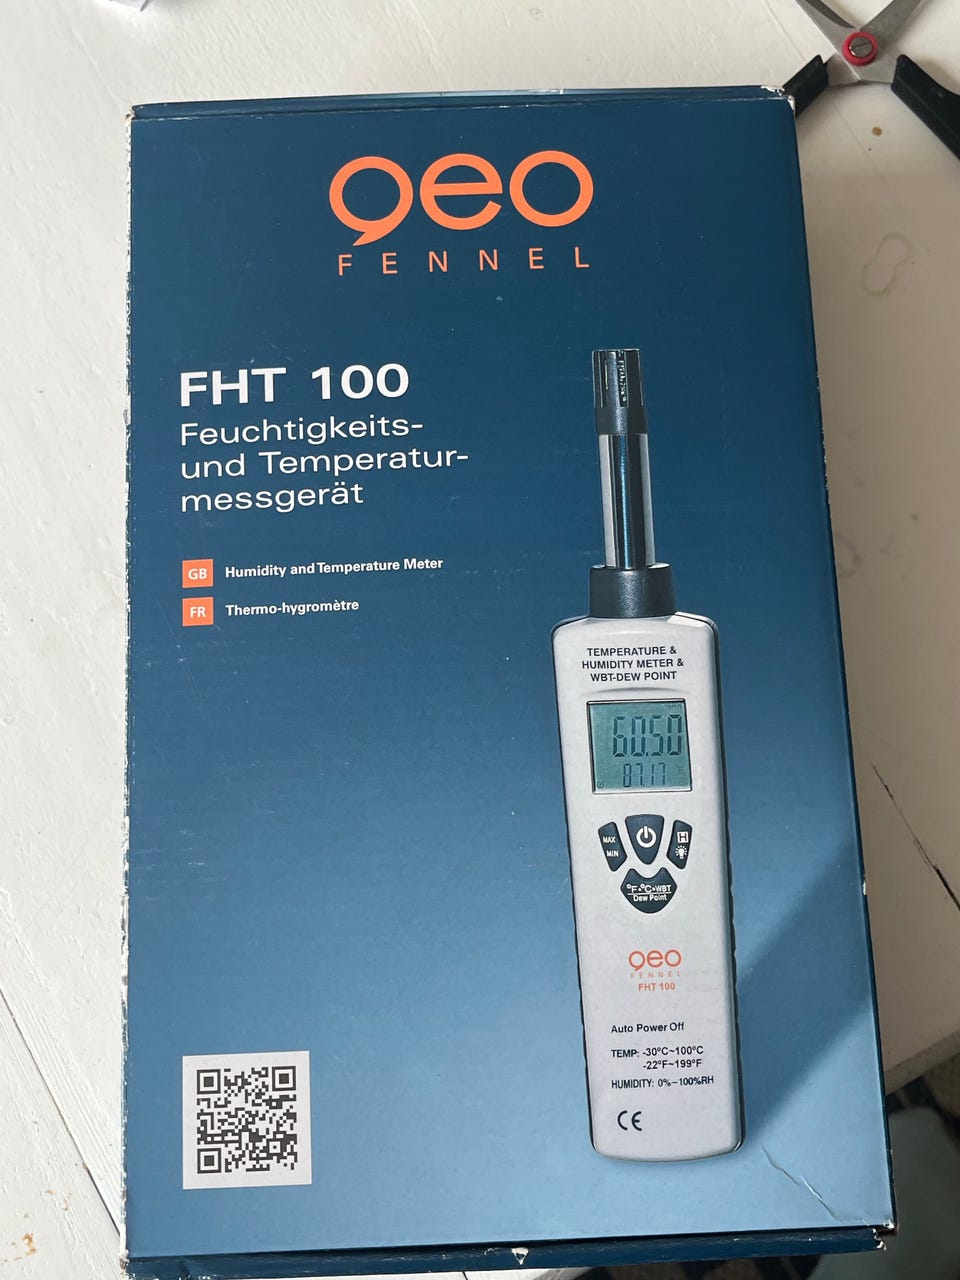 geo
FENNEL
FHT 100
Feuchtigkeits-
und Temperatur-
messgerät
GB Humidity and Temperature Meter
FR Thermo-hygromètre
TEMPERATURE &
HUMIDITY METER &
WBT-DEW POINT
60.50
87.17 °F
MAX
MIN
H
°F•°C•WBT
Dew Point
geo
FENNEL
FHT 100
Auto Power Off
TEMP: -30°C~100°C
-22°F~199°F
HUMIDITY: 0%~100%RH
CE